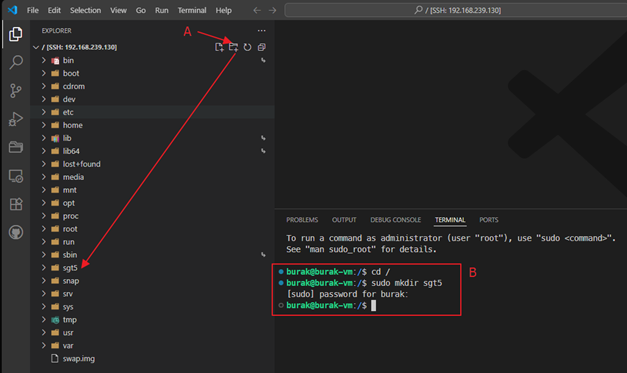 File Edit Selection View Go Run Terminal Help
/ [SSH: 192.168.239.130]
EXPLORER
A
/ [SSH: 192.168.239.130]
bin
boot
cdrom
dev
etc
home
lib
lib64
lost+found
media
mnt
opt
proc
root
run
sbin
sgt5
snap
srv
sys
tmp
usr
var
swap.img
PROBLEMS OUTPUT DEBUG CONSOLE TERMINAL PORTS
To run a command as administrator (user "root"), use "sudo <command>".
See "man sudo_root" for details.
burak@burak-vm:/$ cd /
burak@burak-vm:/$ sudo mkdir sgt5
[sudo] password for burak:
burak@burak-vm:/$
B